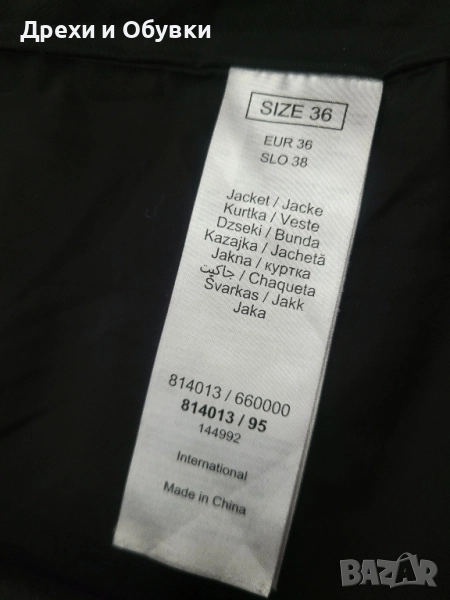 Дрехи и Обувки
SIZE 36
EUR 36
SLO 38
Jacket / Jacke
Kurtka / Veste
Dzseki / Bunda
Kazajka / Jachetă
Jakna / куртка
جاكيت / Chaqueta
Švarkas / Jakk
Jaka
814013 / 660000
814013 / 95
144992
International
Made in China
BAZAR